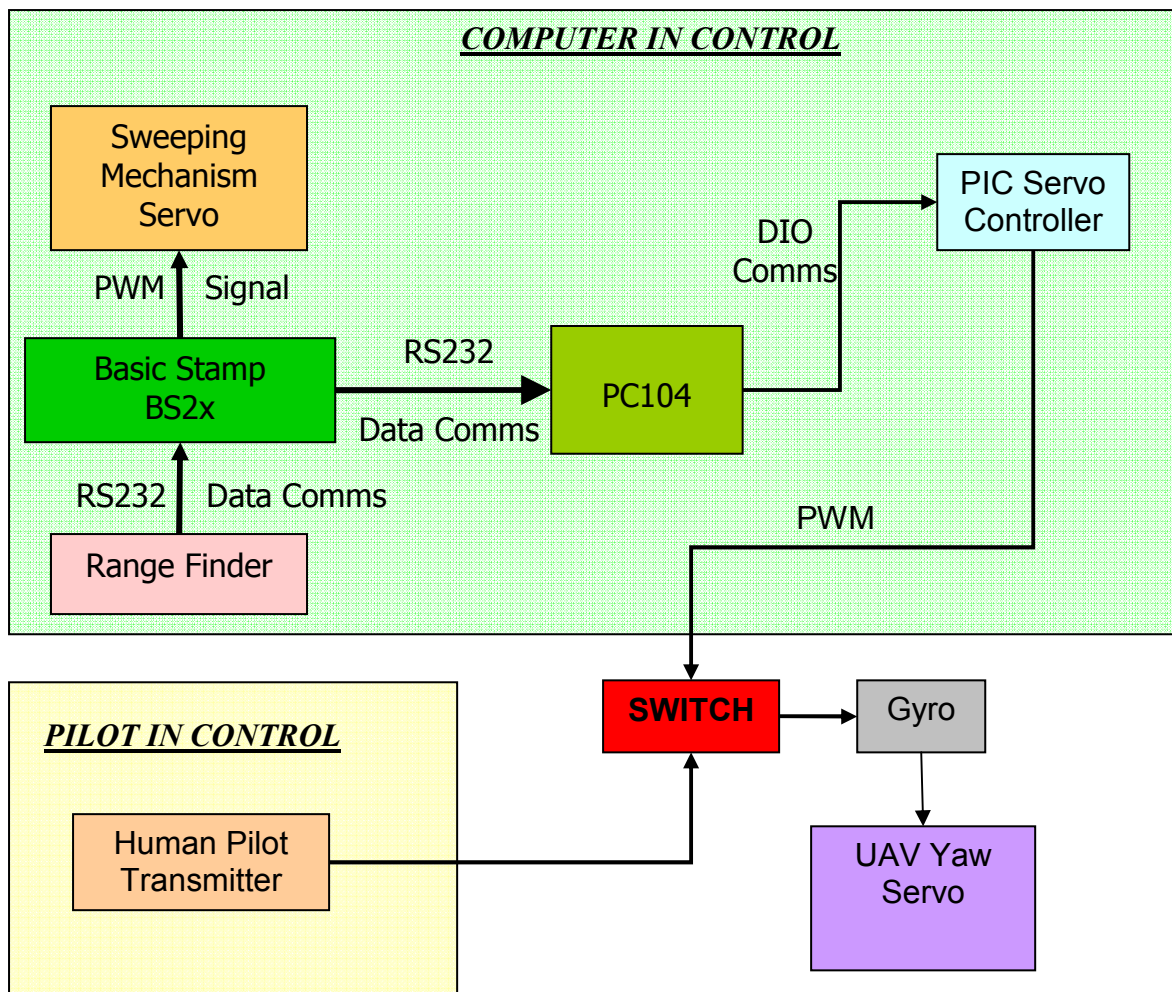 COMPUTER IN CONTROL
Sweeping
Mechanism
Servo
PIC Servo
Controller
DIO
Comms
PWM Signal
Basic Stamp
BS2x
RS232
Data Comms
PC104
RS232 Data Comms
Range Finder
PWM
SWITCH
Gyro
PILOT IN CONTROL
Human Pilot
Transmitter
UAV Yaw
Servo